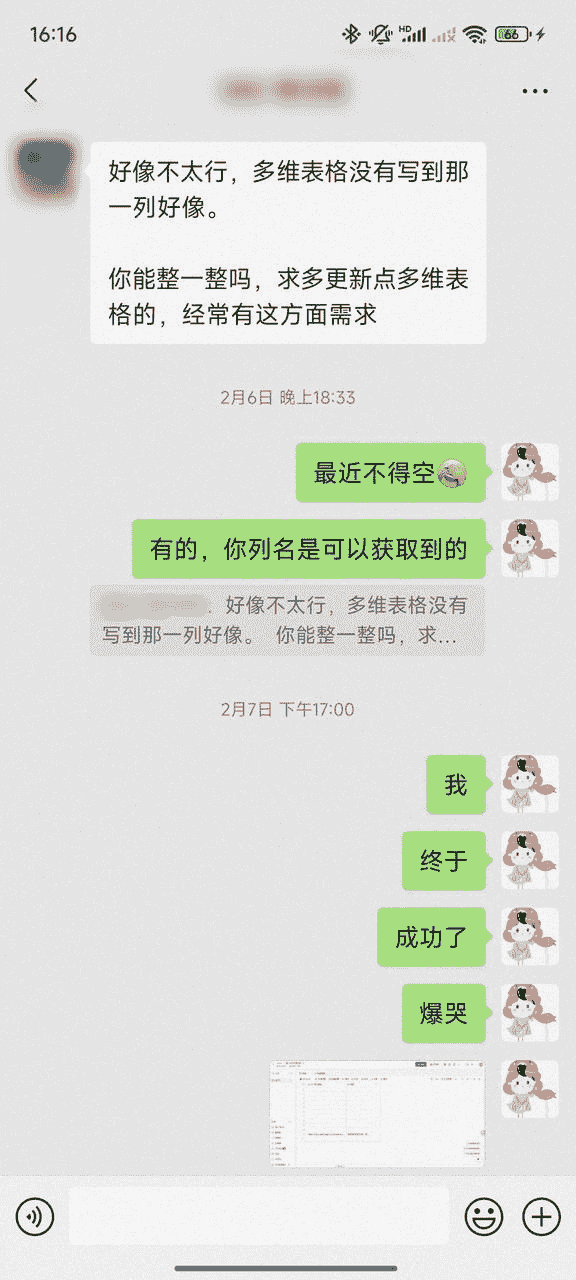 16:16
HD
66
好像不太行，多维表格没有写到那
一列好像。
你能整一整吗，求多更新点多维表
格的，经常有这方面需求
2月6日 晚上18:33
最近不得空
有的，你列名是可以获取到的
：好像不太行，多维表格没有
写到那一列好像。 你能整一整吗，求...
2月7日 下午17:00
我
终于
成功了
爆哭